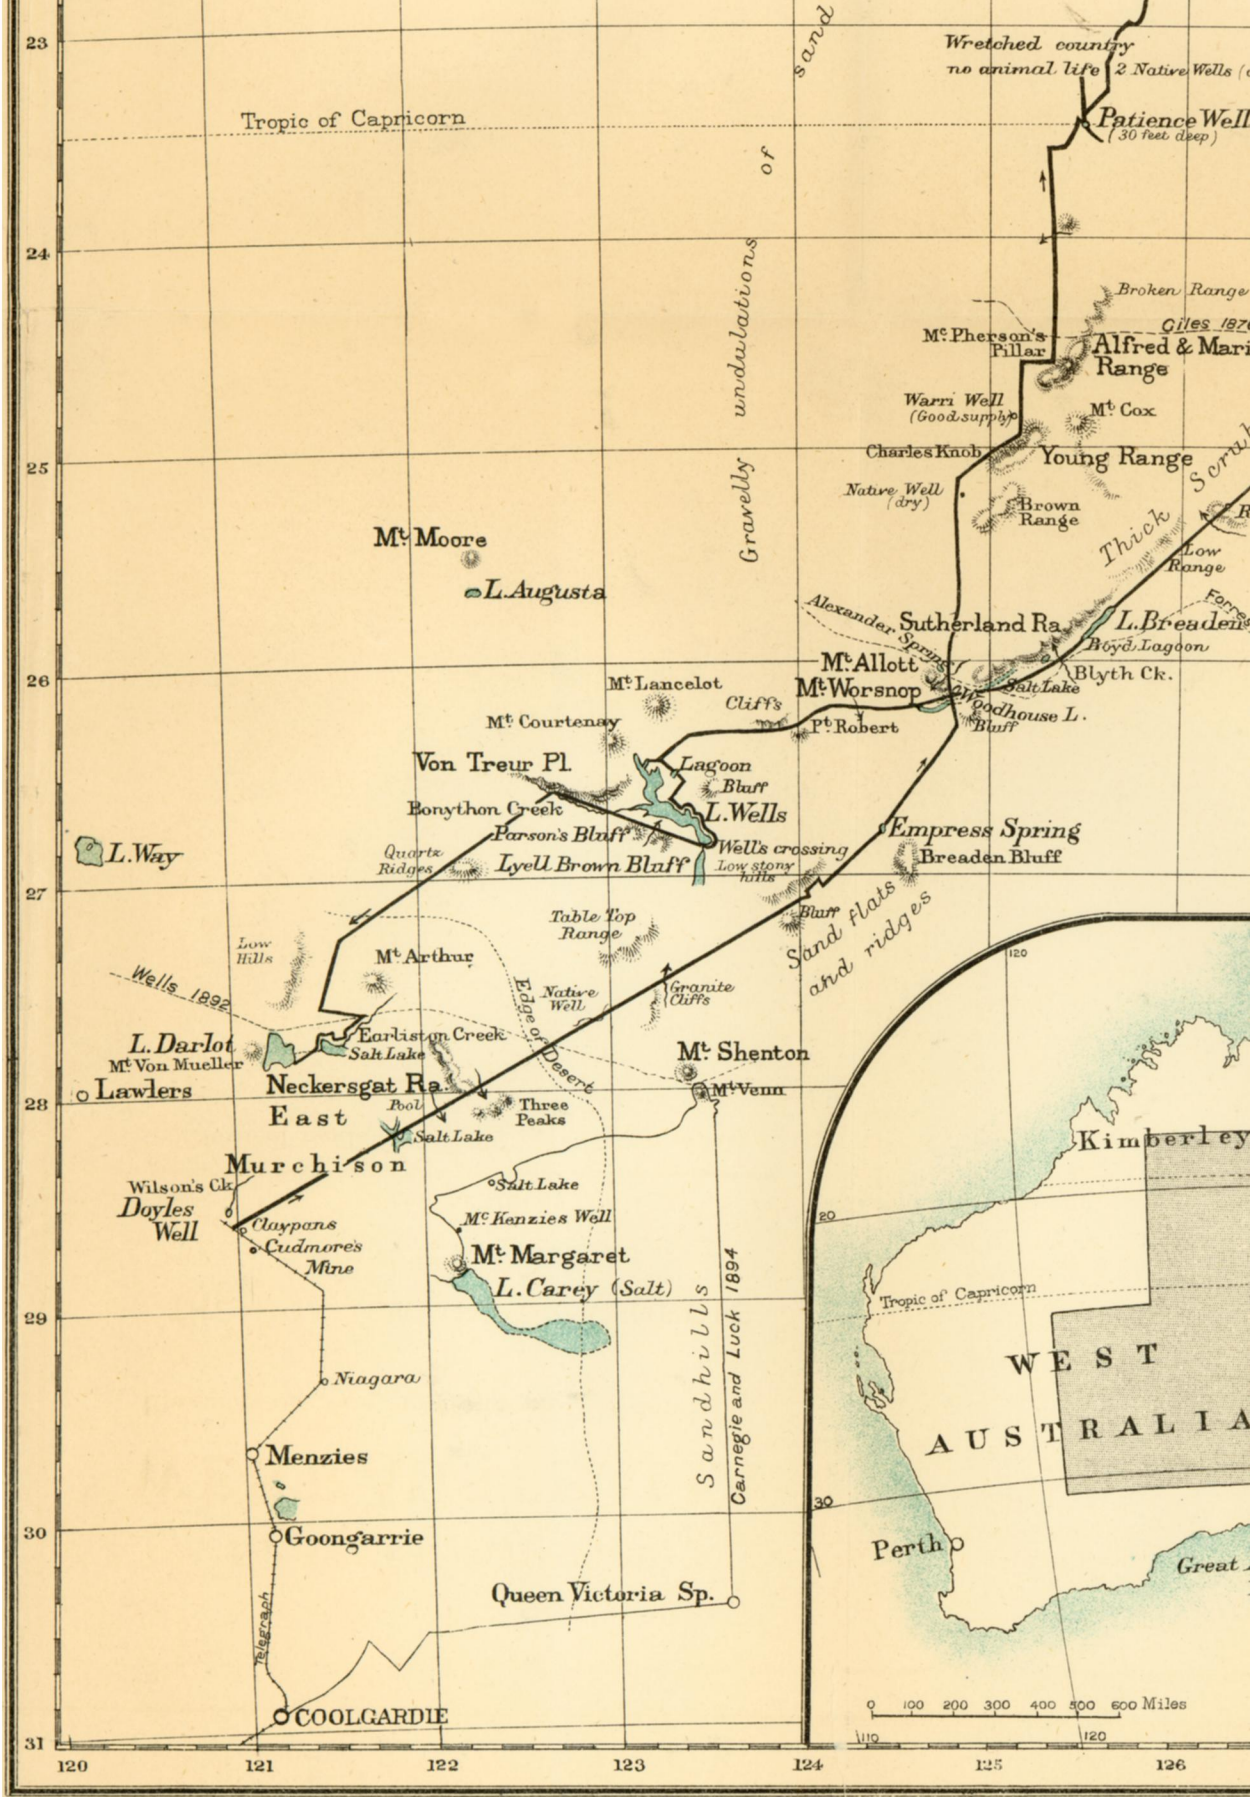 sand
23
Wretched country
no animal life
2 Native Wells
Tropic of Capricorn
Patience Well
(30 feet deep)
of
24
Broken Range
Gravelly undulations
Giles 187
Mc. Pherson's
Pillar
Alfred & Mari
Range
Warri Well
(Good supply)
Mt. Cox
25
Charles Knob
Young Range
Scrub
Native Well
(dry)
Brown
Range
Mt. Moore
Thick
Low
Range
R
L. Augusta
Alexander Spring
Sutherland Ra.
L. Breaden
Forres
Boyd Lagoon
Mt. Allott
Blyth Ck.
26
Mt. Lancelot
Mt. Worsnop
Salt Lake
Cliffs
Woodhouse L.
Mt. Courtenay
Pt. Robert
Bluff
Von Treur Pl.
Lagoon
Bluff
Bonython Creek
L. Wells
Parson's Bluff
Empress Spring
L. Way
Quartz
Ridges
Lyell Brown Bluff
Well's crossing
Low stony
hills
Breaden Bluff
27
Table Top
Range
Bluff
Sand flats
and ridges
Low
Hills
Mt. Arthur
Wells 1892
Edge of Desert
Native
Well
Granite
Cliffs
120
L. Darlot
Earliston Creek
Mt. Von Mueller
Salt Lake
Mt. Shenton
Lawlers
Neckersgat Ra.
Mt. Venn
28
East
Pool
Three
Peaks
Salt Lake
Kimberley
Murchison
Wilson's Ck.
Salt Lake
Doyles
Well
Claypans
Mc. Kenzies Well
20
Cudmore's
Mine
Mt. Margaret
L. Carey (Salt)
Tropic of Capricorn
29
Sandhills
Carnegie and Luck 1894
WEST
Niagara
AUSTRALIA
Menzies
30
30
Goongarrie
Perth
Great
Queen Victoria Sp.
Telegraph
0 100 200 300 400 500 600 Miles
COOLGARDIE
31
110
120
120 121 122 123 124 125 126